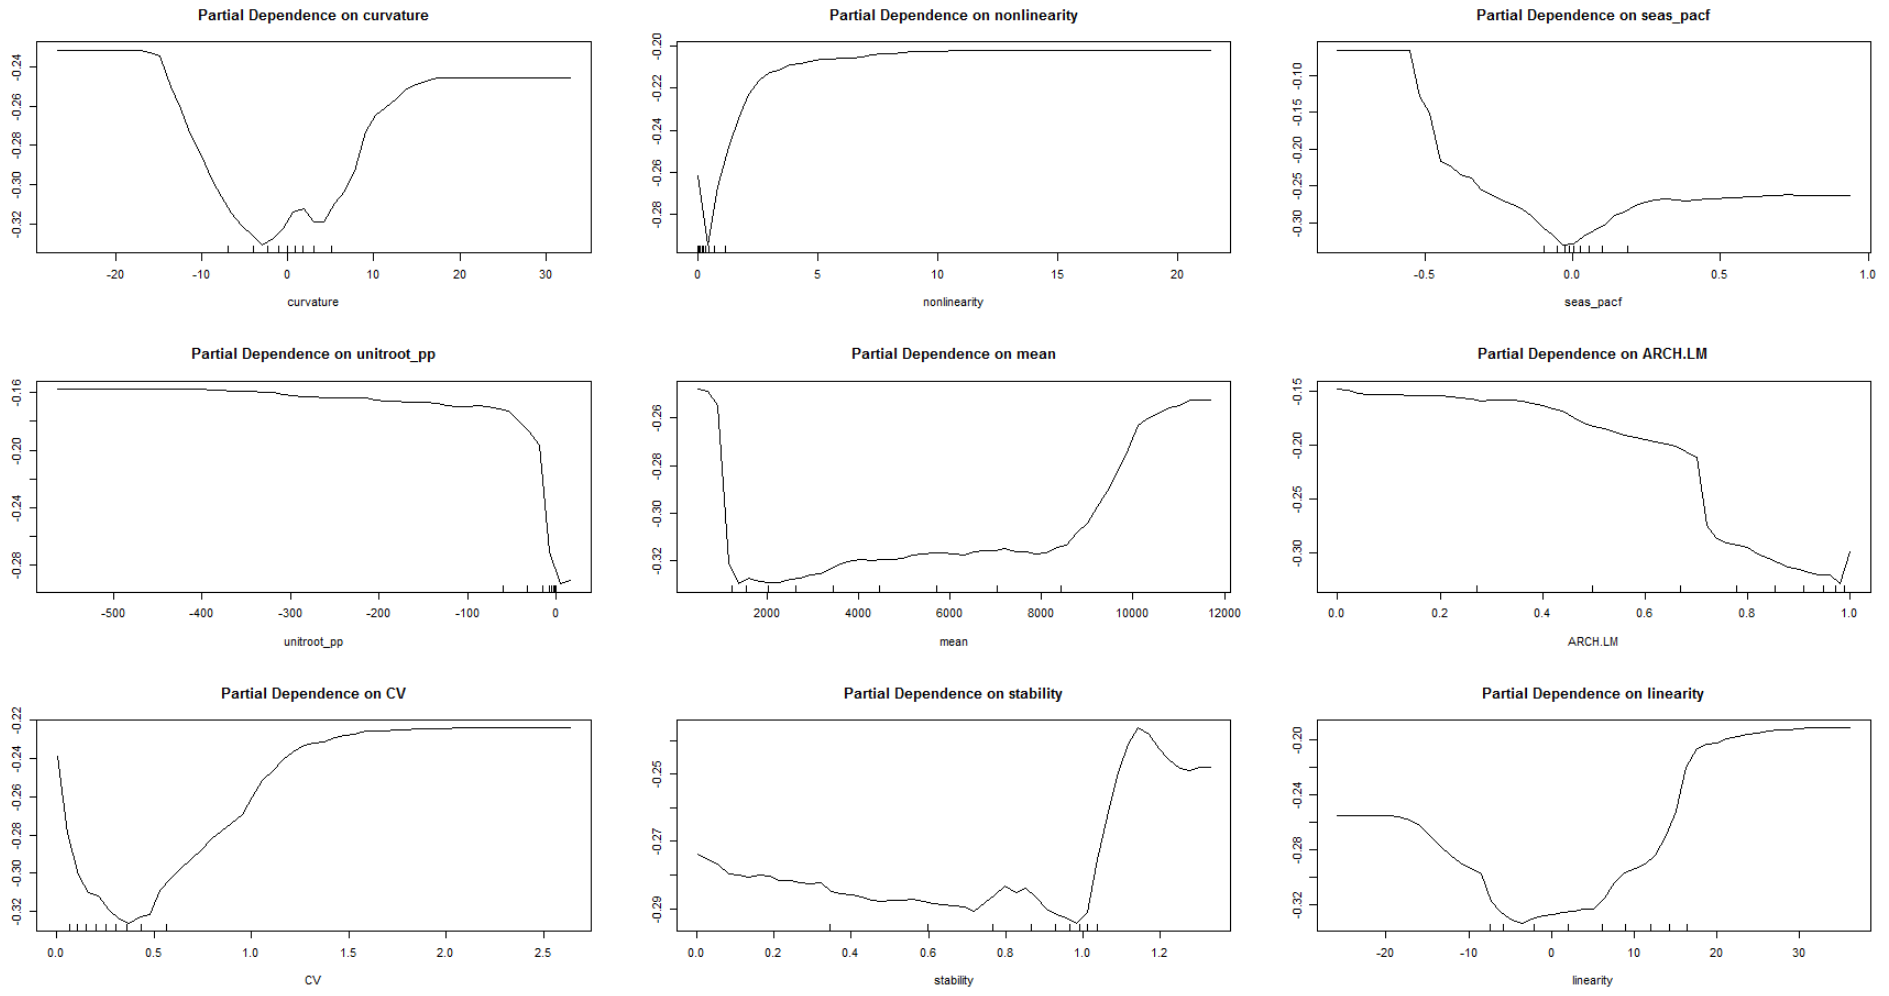 Partial Dependence on curvature
-0.24
-0.26
-0.28
-0.30
-0.32
-20 -10 0 10 20 30
curvature
Partial Dependence on nonlinearity
-0.20
-0.22
-0.24
-0.26
-0.28
0 5 10 15 20
nonlinearity
Partial Dependence on seas_pacf
-0.10
-0.15
-0.20
-0.25
-0.30
-0.5 0.0 0.5 1.0
seas_pacf
Partial Dependence on unitroot_pp
-0.16
-0.20
-0.24
-0.28
-500 -400 -300 -200 -100 0
unitroot_pp
Partial Dependence on mean
-0.26
-0.28
-0.30
-0.32
2000 4000 6000 8000 10000 12000
mean
Partial Dependence on ARCH.LM
-0.15
-0.20
-0.25
-0.30
0.0 0.2 0.4 0.6 0.8 1.0
ARCH.LM
Partial Dependence on CV
-0.22
-0.24
-0.26
-0.28
-0.30
-0.32
0.0 0.5 1.0 1.5 2.0 2.5
CV
Partial Dependence on stability
-0.25
-0.27
-0.29
0.0 0.2 0.4 0.6 0.8 1.0 1.2
stability
Partial Dependence on linearity
-0.20
-0.24
-0.28
-0.32
-20 -10 0 10 20 30
linearity